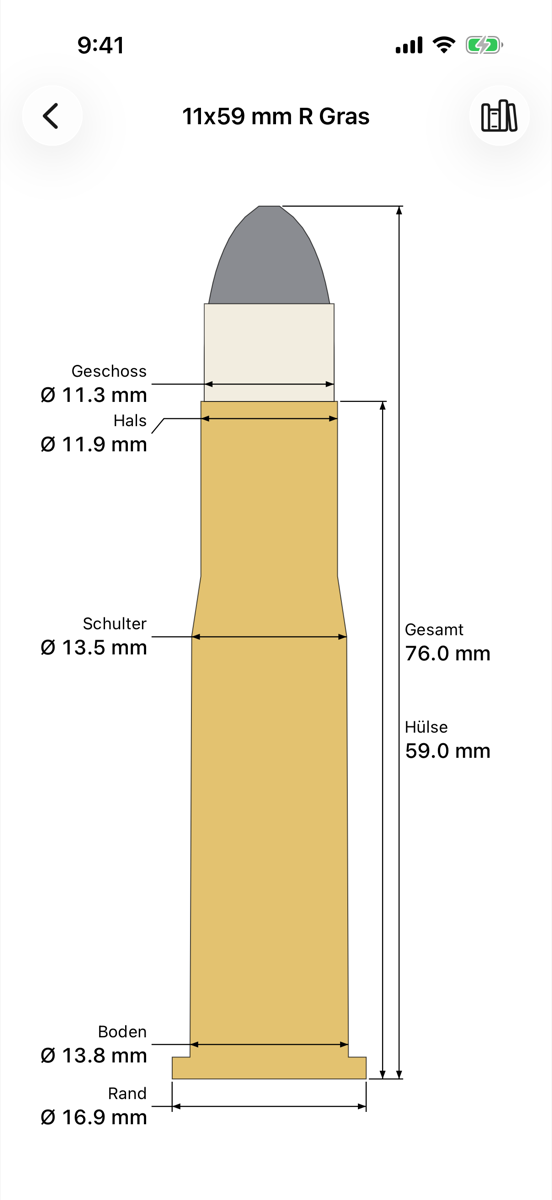 9:41
11x59 mm R Gras
Geschoss
Ø 11.3 mm
Hals
Ø 11.9 mm
Schulter
Ø 13.5 mm
Gesamt
76.0 mm
Hülse
59.0 mm
Boden
Ø 13.8 mm
Rand
Ø 16.9 mm